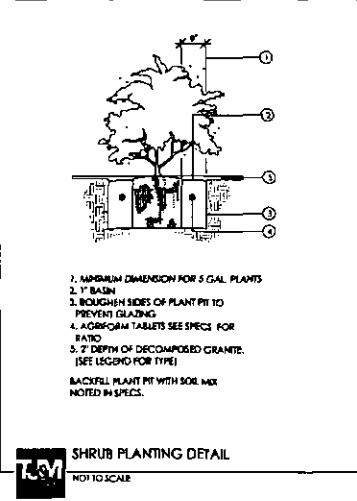 1
2
5
3
4
1. MINIMUM DIMENSION FOR 5 GAL. PLANTS
2. 1" BASIN
3. ROUGHEN SIDES OF PLANT PIT TO
PREVENT GLAZING
4. AGRIFORM TABLETS SEE SPECS FOR
RATIO
5. 2" DEPTH OF DECOMPOSED GRANITE.
(SEE LEGEND FOR TYPE)
BACKFILL PLANT PIT WITH SOIL MIX
NOTED IN SPECS.
SHRUB PLANTING DETAIL
NOT TO SCALE